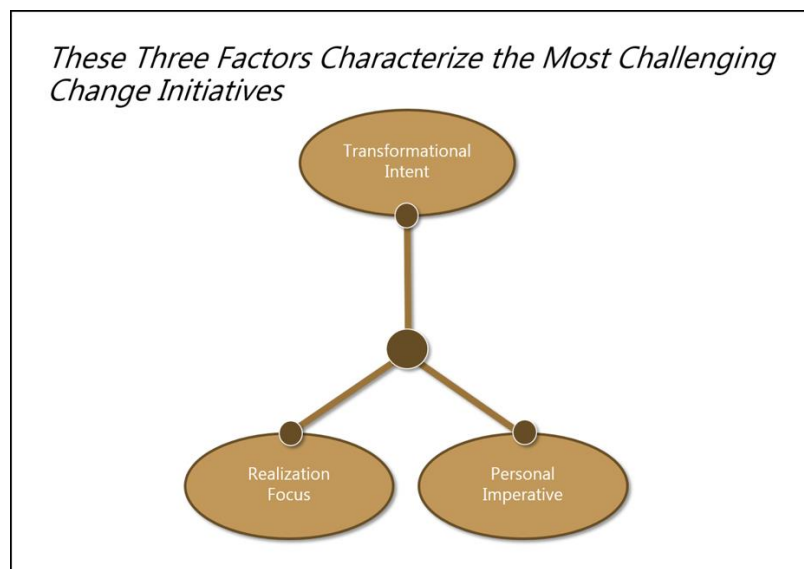 These Three Factors Characterize the Most Challenging
Change Initiatives
Transformational
Intent
Realization
Focus
Personal
Imperative